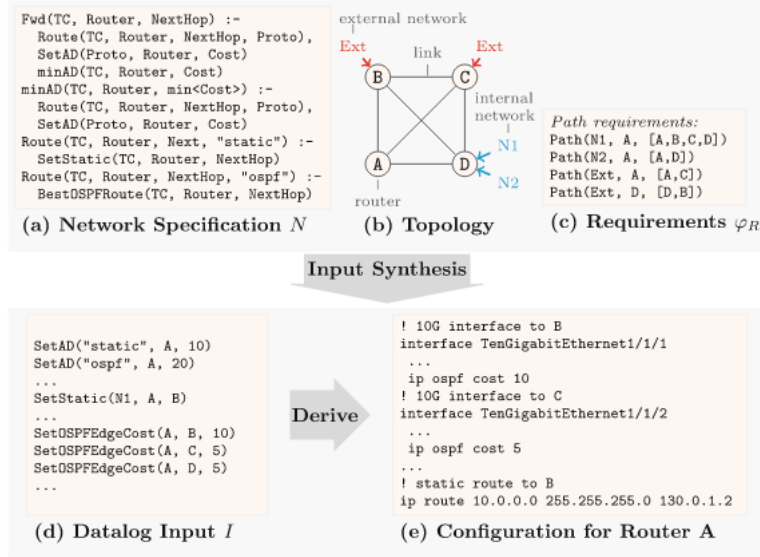 Fwd(TC, Router, NextHop) :-
Route(TC, Router, NextHop, Proto),
SetAD(Proto, Router, Cost)
minAD(TC, Router, Cost)
minAD(TC, Router, min<Cost>) :-
Route(TC, Router, NextHop, Proto),
SetAD(Proto, Router, Cost)
Route(TC, Router, Next, "static") :-
SetStatic(TC, Router, NextHop)
Route(TC, Router, NextHop, "ospf") :-
BestOSPFRoute(TC, Router, NextHop)
(a) Network Specification N
external network
Ext
Ext
link
B
C
internal
network
N1
A
D
N2
router
(b) Topology
Path requirements:
Path(N1, A, [A,B,C,D])
Path(N2, A, [A,D])
Path(Ext, A, [A,C])
Path(Ext, D, [D,B])
(c) Requirements φR
Input Synthesis
SetAD("static", A, 10)
SetAD("ospf", A, 20)
...
SetStatic(N1, A, B)
...
SetOSPFEdgeCost(A, B, 10)
SetOSPFEdgeCost(A, C, 5)
SetOSPFEdgeCost(A, D, 5)
...
(d) Datalog Input I
Derive
! 10G interface to B
interface TenGigabitEthernet1/1/1
...
ip ospf cost 10
! 10G interface to C
interface TenGigabitEthernet1/1/2
...
ip ospf cost 5
...
! static route to B
ip route 10.0.0.0 255.255.255.0 130.0.1.2
(e) Configuration for Router A